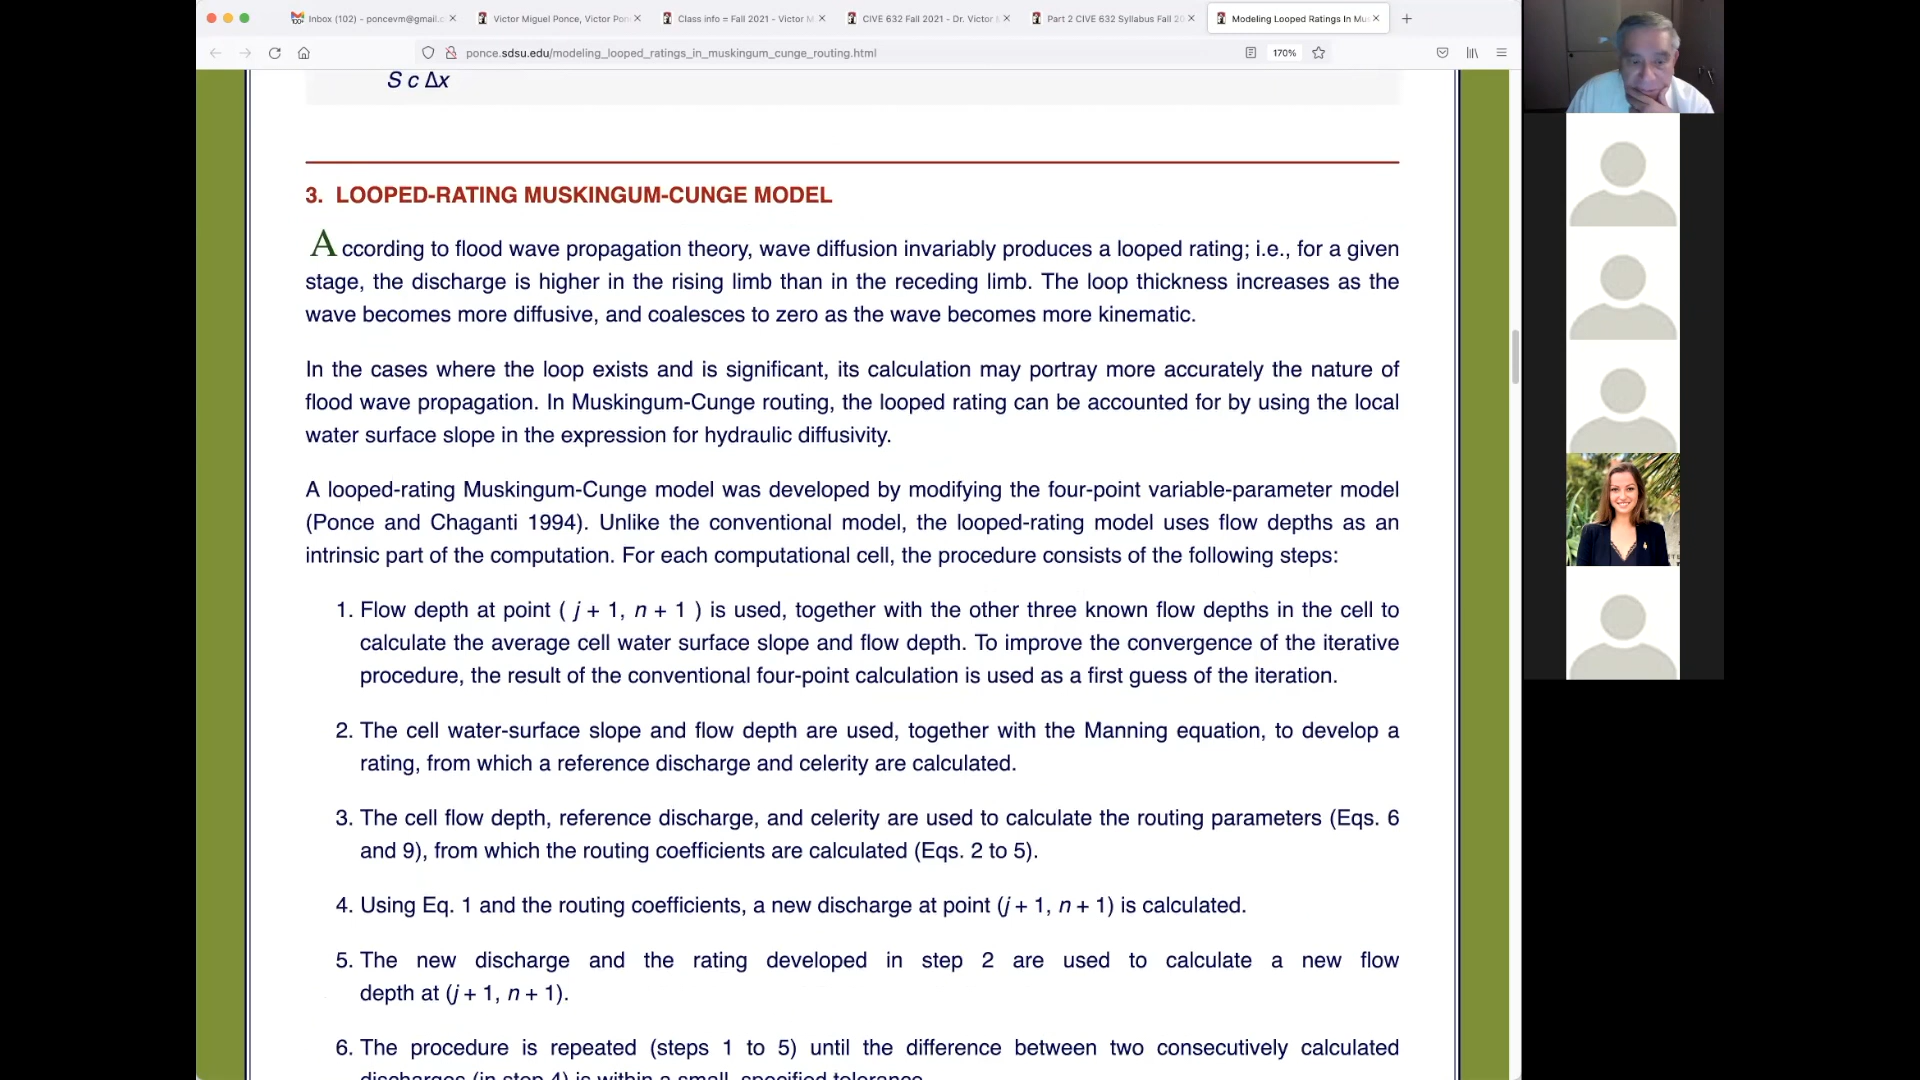 Inbox (102) - poncevm@gmail.c
Victor Miguel Ponce, Victor Pon
Class info = Fall 2021 - Victor M
CIVE 632 Fall 2021 - Dr. Victor
Part 2 CIVE 632 Syllabus Fall 20
Modeling Looped Ratings In Mu
ponce.sdsu.edu/modeling_looped_ratings_in_muskingum_cunge_routing.html
170%
S c Δx
3. LOOPED-RATING MUSKINGUM-CUNGE MODEL
According to flood wave propagation theory, wave diffusion invariably produces a looped rating; i.e., for a given
stage, the discharge is higher in the rising limb than in the receding limb. The loop thickness increases as the
wave becomes more diffusive, and coalesces to zero as the wave becomes more kinematic.
In the cases where the loop exists and is significant, its calculation may portray more accurately the nature of
flood wave propagation. In Muskingum-Cunge routing, the looped rating can be accounted for by using the local
water surface slope in the expression for hydraulic diffusivity.
A looped-rating Muskingum-Cunge model was developed by modifying the four-point variable-parameter model
(Ponce and Chaganti 1994). Unlike the conventional model, the looped-rating model uses flow depths as an
intrinsic part of the computation. For each computational cell, the procedure consists of the following steps:
1. Flow depth at point ( j + 1, n + 1 ) is used, together with the other three known flow depths in the cell to
calculate the average cell water surface slope and flow depth. To improve the convergence of the iterative
procedure, the result of the conventional four-point calculation is used as a first guess of the iteration.
2. The cell water-surface slope and flow depth are used, together with the Manning equation, to develop a
rating, from which a reference discharge and celerity are calculated.
3. The cell flow depth, reference discharge, and celerity are used to calculate the routing parameters (Eqs. 6
and 9), from which the routing coefficients are calculated (Eqs. 2 to 5).
4. Using Eq. 1 and the routing coefficients, a new discharge at point (j + 1, n + 1) is calculated.
5. The new discharge and the rating developed in step 2 are used to calculate a new flow
depth at (j + 1, n + 1).
6. The procedure is repeated (steps 1 to 5) until the difference between two consecutively calculated
discharges (in step 4) is within a small, specified tolerance.